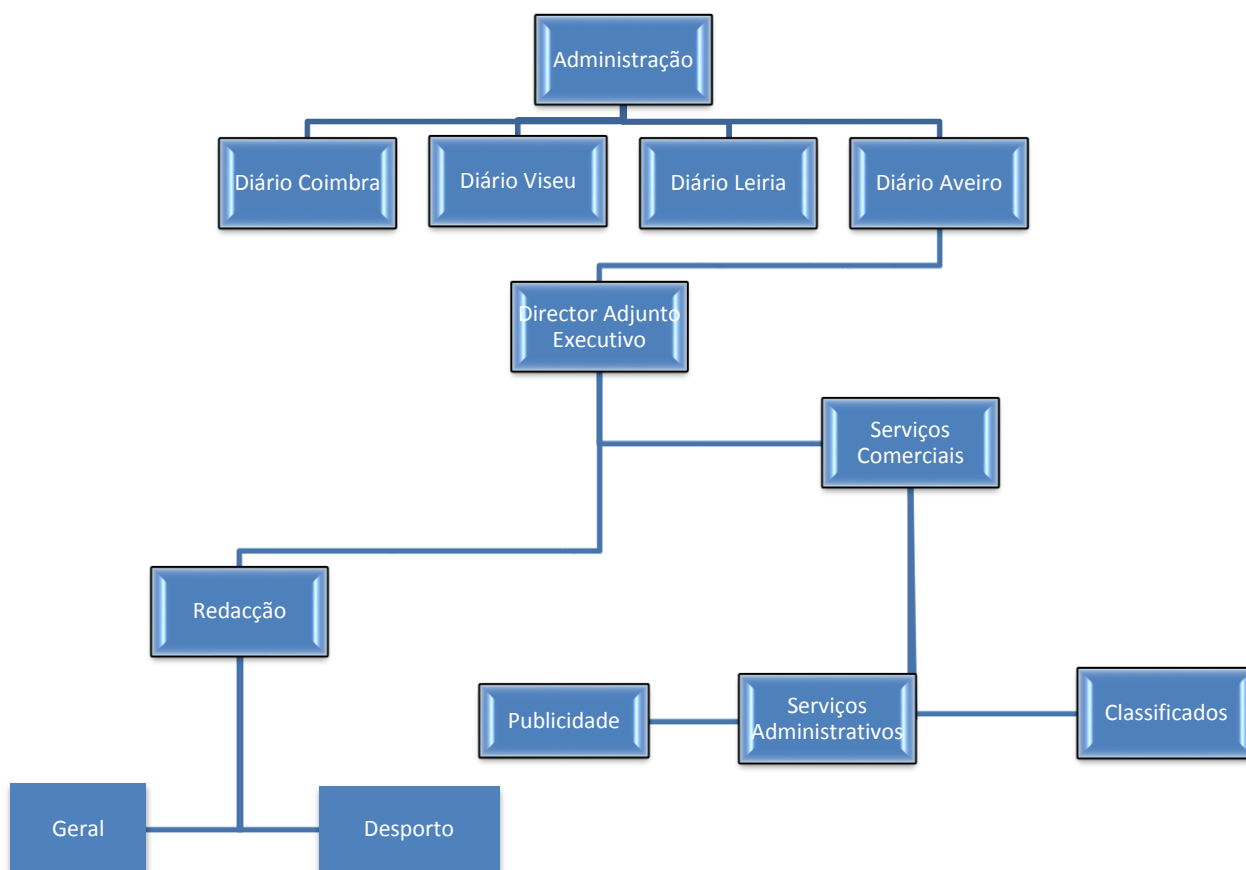 Administração
Diário Coimbra
Diário Viseu
Diário Leiria
Diário Aveiro
Director Adjunto
Executivo
Serviços
Comerciais
Redacção
Publicidade
Serviços
Administrativos
Classificados
Geral
Desporto